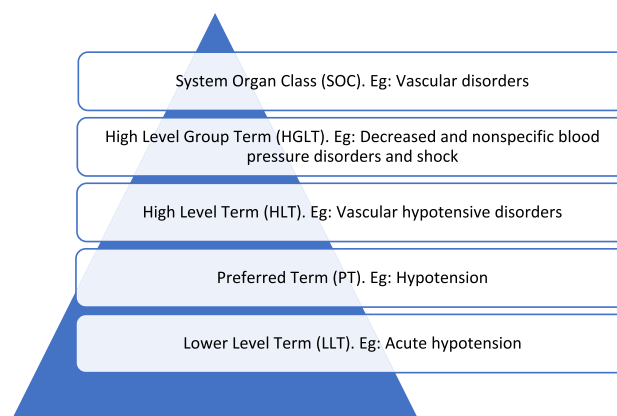 System Organ Class (SOC). Eg: Vascular disorders
High Level Group Term (HGLT). Eg: Decreased and nonspecific blood
pressure disorders and shock
High Level Term (HLT). Eg: Vascular hypotensive disorders
Preferred Term (PT). Eg: Hypotension
Lower Level Term (LLT). Eg: Acute hypotension